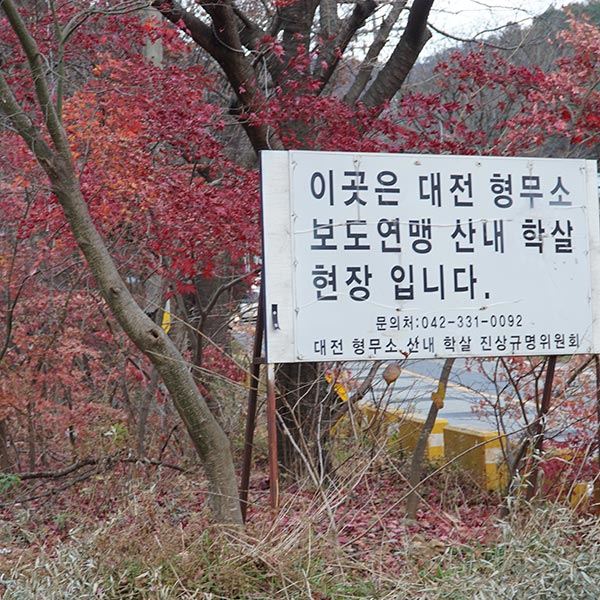 이곳은 대전 형무소
보도연맹 산내 학살
현장 입니다.
문의처:042-331-0092
대전 형무소 산내 학살 진상규명위원회